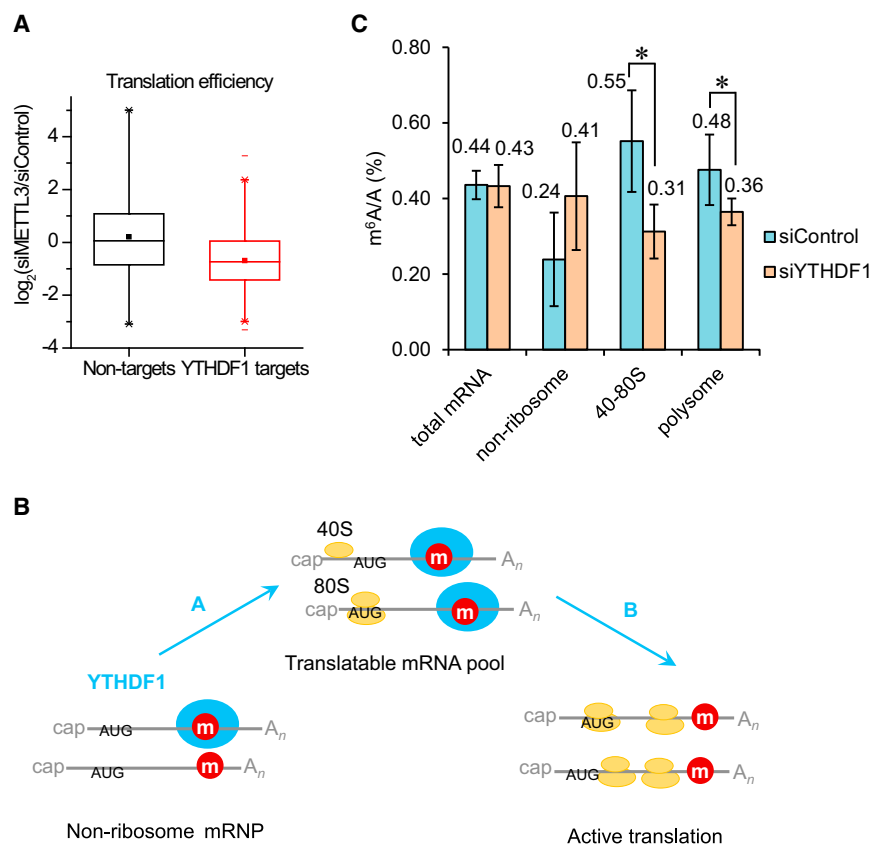 A
Translation efficiency
log₂(siMETTL3/siControl)
4
2
0
-2
-4
Non-targets YTHDF1 targets
C
m⁶A/A (%)
0.80
0.60
0.40
0.20
0.00
0.44 0.43
0.24 0.41
0.55 * 0.31
0.48 * 0.36
total mRNA
non-ribosome
40-80S
polysome
siControl
siYTHDF1
B
40S
cap AUG m Aₙ
80S
cap AUG m Aₙ
Translatable mRNA pool
A
B
YTHDF1
cap AUG m Aₙ
cap AUG m Aₙ
Non-ribosome mRNP
cap AUG m Aₙ
cap AUG m Aₙ
Active translation